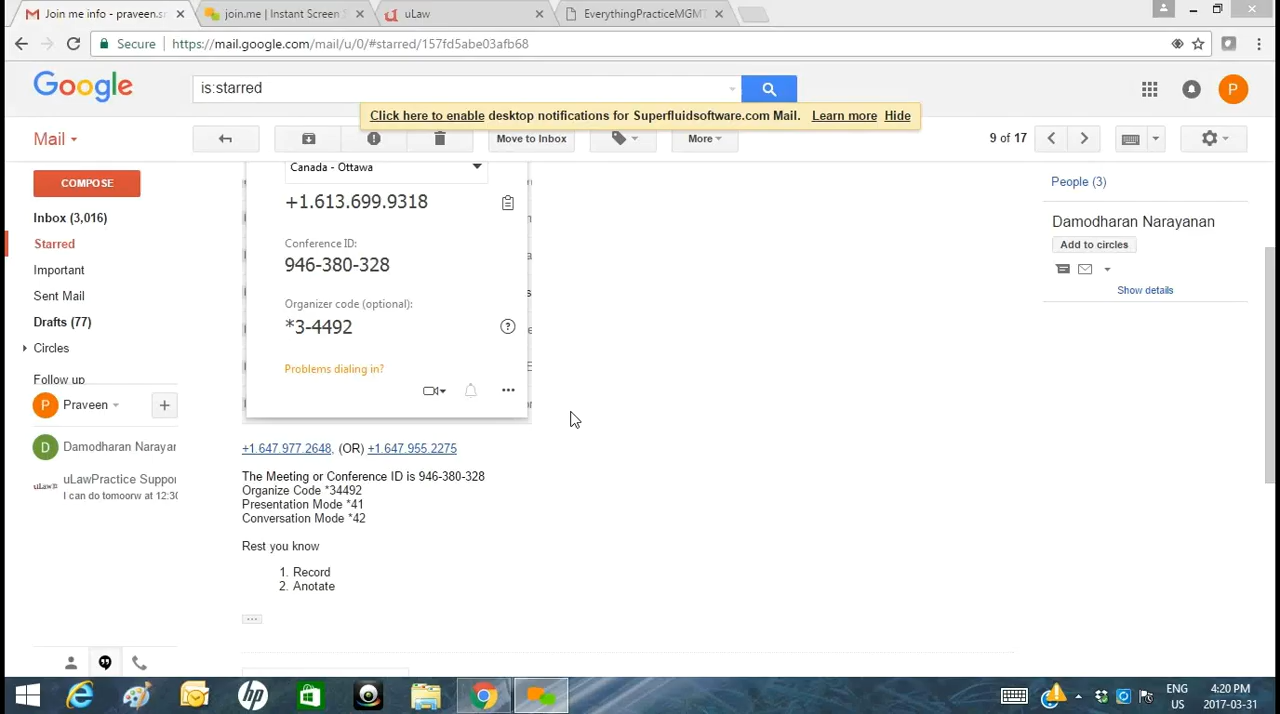 Join me info - praveen.sr
join.me | Instant Screen S
uLaw
EverythingPracticeMGMT
Secure
https://mail.google.com/mail/u/0/#starred/157fd5abe03afb68
Google
is:starred
P
Click here to enable desktop notifications for Superfluidsoftware.com Mail. Learn more Hide
Mail
Move to Inbox
More
9 of 17
COMPOSE
Inbox (3,016)
Starred
Important
Sent Mail
Drafts (77)
Circles
Follow up
P
Praveen
D
Damodharan Narayan
uLaw
uLawPractice Suppor
I can do tomoorw at 12:30
Canada - Ottawa
+1.613.699.9318
Conference ID:
946-380-328
Organizer code (optional):
*3-4492
Problems dialing in?
+1.647.977.2648, (OR) +1.647.955.2275
The Meeting or Conference ID is 946-380-328
Organize Code *34492
Presentation Mode *41
Conversation Mode *42
Rest you know
1. Record
2. Anotate
People (3)
Damodharan Narayanan
Add to circles
Show details
hp
ENG
US
4:20 PM
2017-03-31